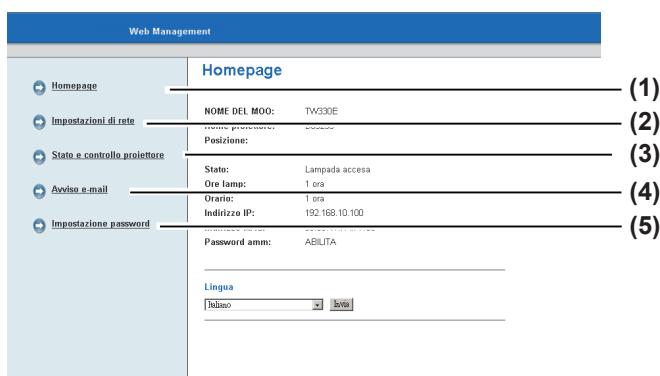 Web Management
Homepage
Impostazioni di rete
Stato e controllo proiettore
Avviso e-mail
Impostazione password
Homepage
NOME DEL MOO: TW330E
Nome proiettore:
Posizione:
Stato: Lampada accesa
Ore lamp: 1 ora
Orario: 1 ora
Indirizzo IP: 192.168.10.100
Password amm: ABILITA
Lingua
Italiano Invia
(1)
(2)
(3)
(4)
(5)